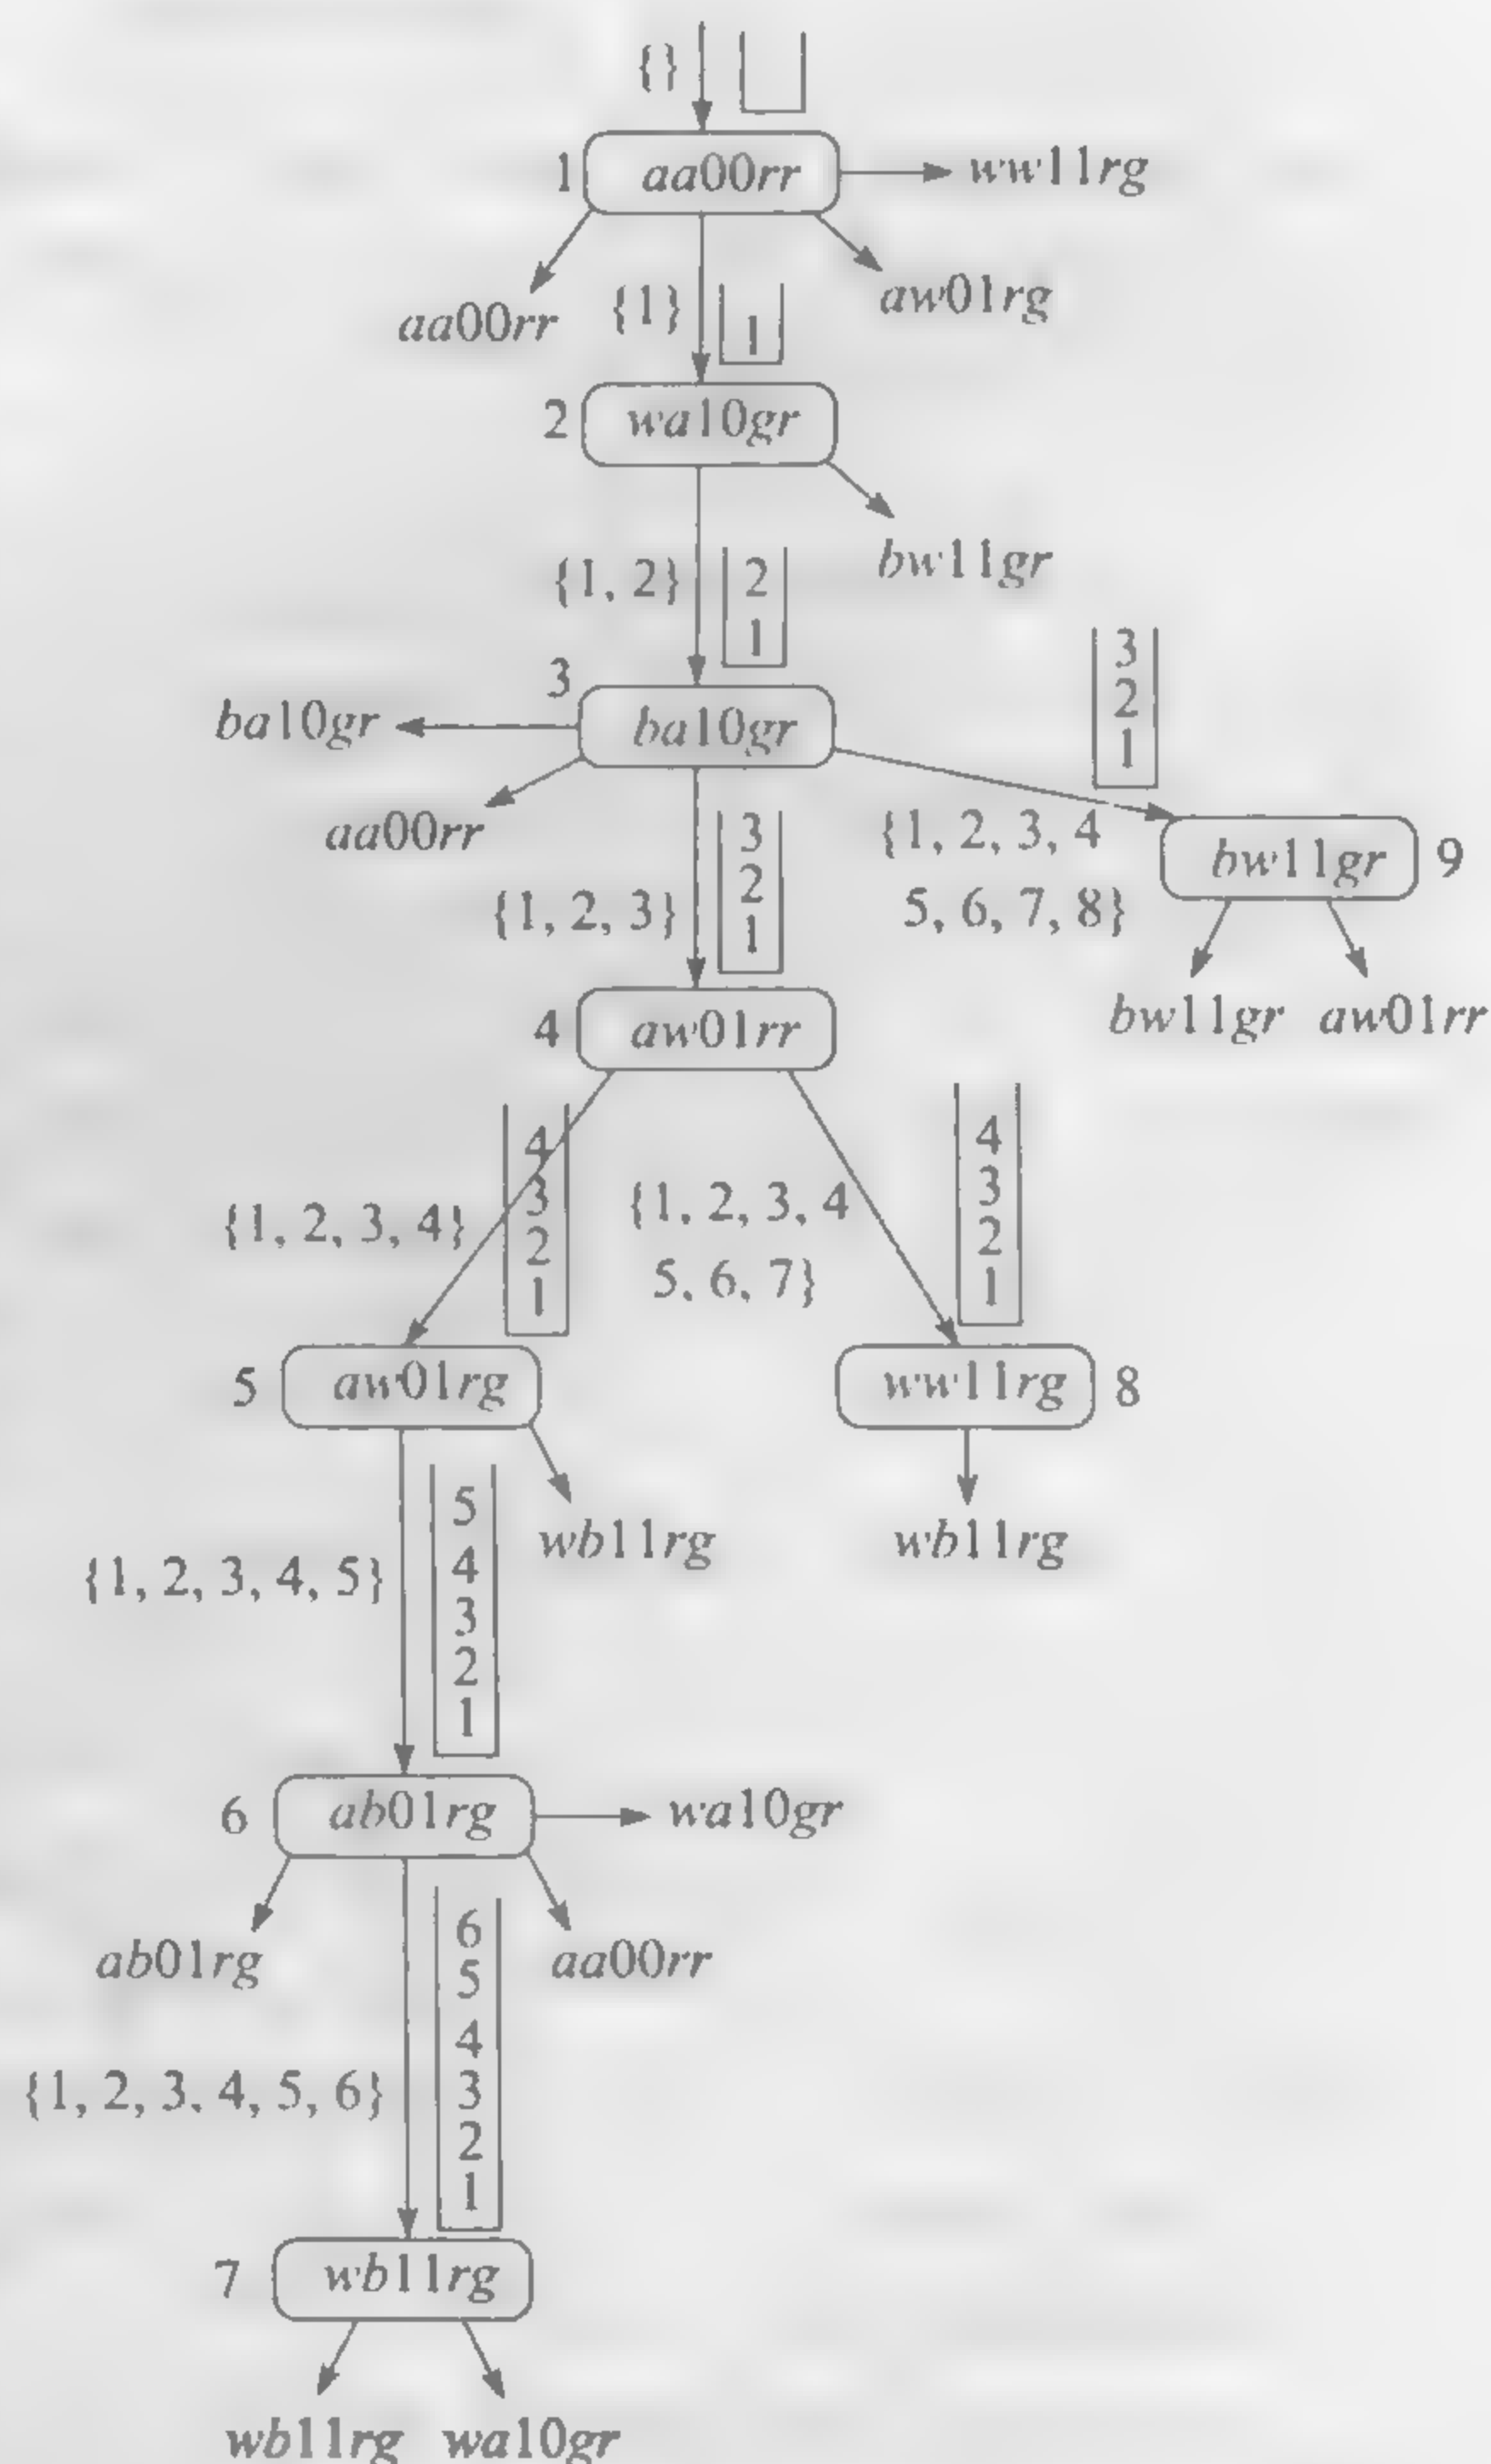 {}
1 aa00rr ww11rg
aa00rr {1} 1 aw01rg
2 wa10gr
bw11gr
{1, 2} 2
1
3 ba10gr ba10gr
aa00rr
3
2
1
{1, 2, 3} 3
2
1
{1, 2, 3, 4
5, 6, 7, 8}
bw11gr 9
bw11gr aw01rr
4 aw01rr
{1, 2, 3, 4} 4
3
2
1
{1, 2, 3, 4
5, 6, 7}
4
3
2
1
5 aw01rg
ww11rg 8
wb11rg
wb11rg
{1, 2, 3, 4, 5} 5
4
3
2
1
6 ab01rg wa10gr
ab01rg aa00rr
{1, 2, 3, 4, 5, 6} 6
5
4
3
2
1
7 wb11rg
wb11rg wa10gr